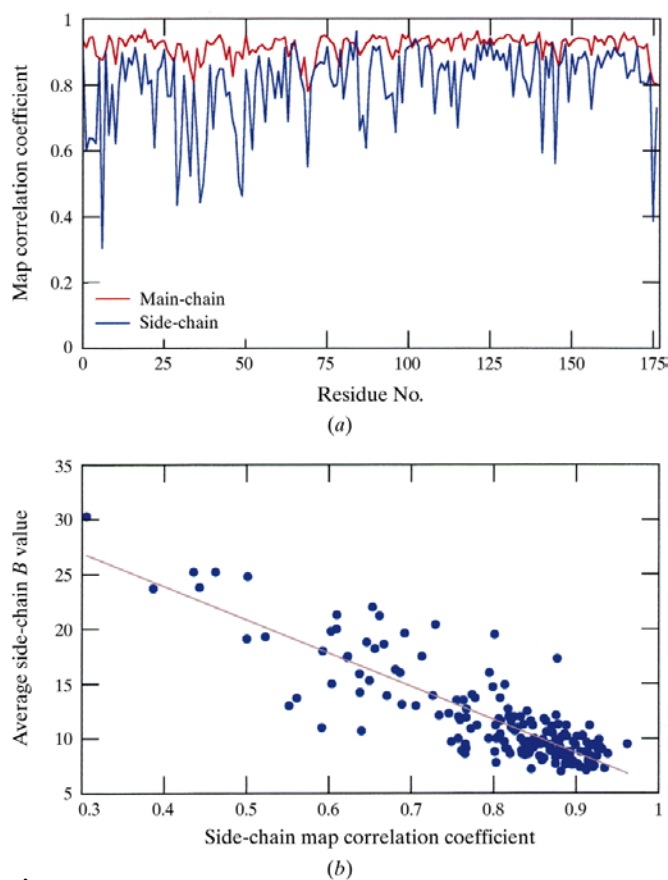 (a)
1
0.8
0.6
0.4
0.2
0
Map correlation coefficient
Main-chain
Side-chain
0 25 50 75 100 125 150 175
Residue No.
(a)
(b)
35
30
25
20
15
10
5
Average side-chain B value
0.3 0.4 0.5 0.6 0.7 0.8 0.9 1
Side-chain map correlation coefficient
(b)